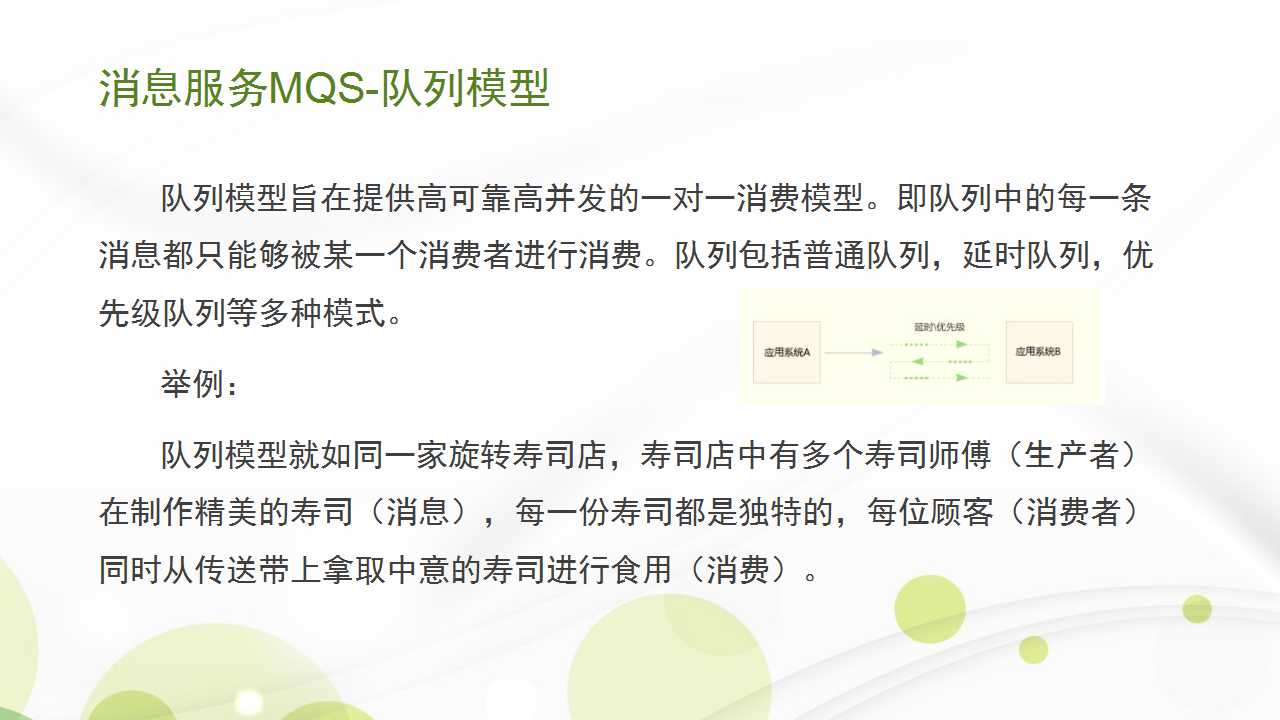 消息服务MQS-队列模型
队列模型旨在提供高可靠高并发的一对一消费模型。即队列中的每一条
消息都只能够被某一个消费者进行消费。队列包括普通队列，延时队列，优
先级队列等多种模式。
延时\优先级
应用系统A
应用系统B
举例：
队列模型就如同一家旋转寿司店，寿司店中有多个寿司师傅（生产者）
在制作精美的寿司（消息），每一份寿司都是独特的，每位顾客（消费者）
同时从传送带上拿取中意的寿司进行食用（消费）。